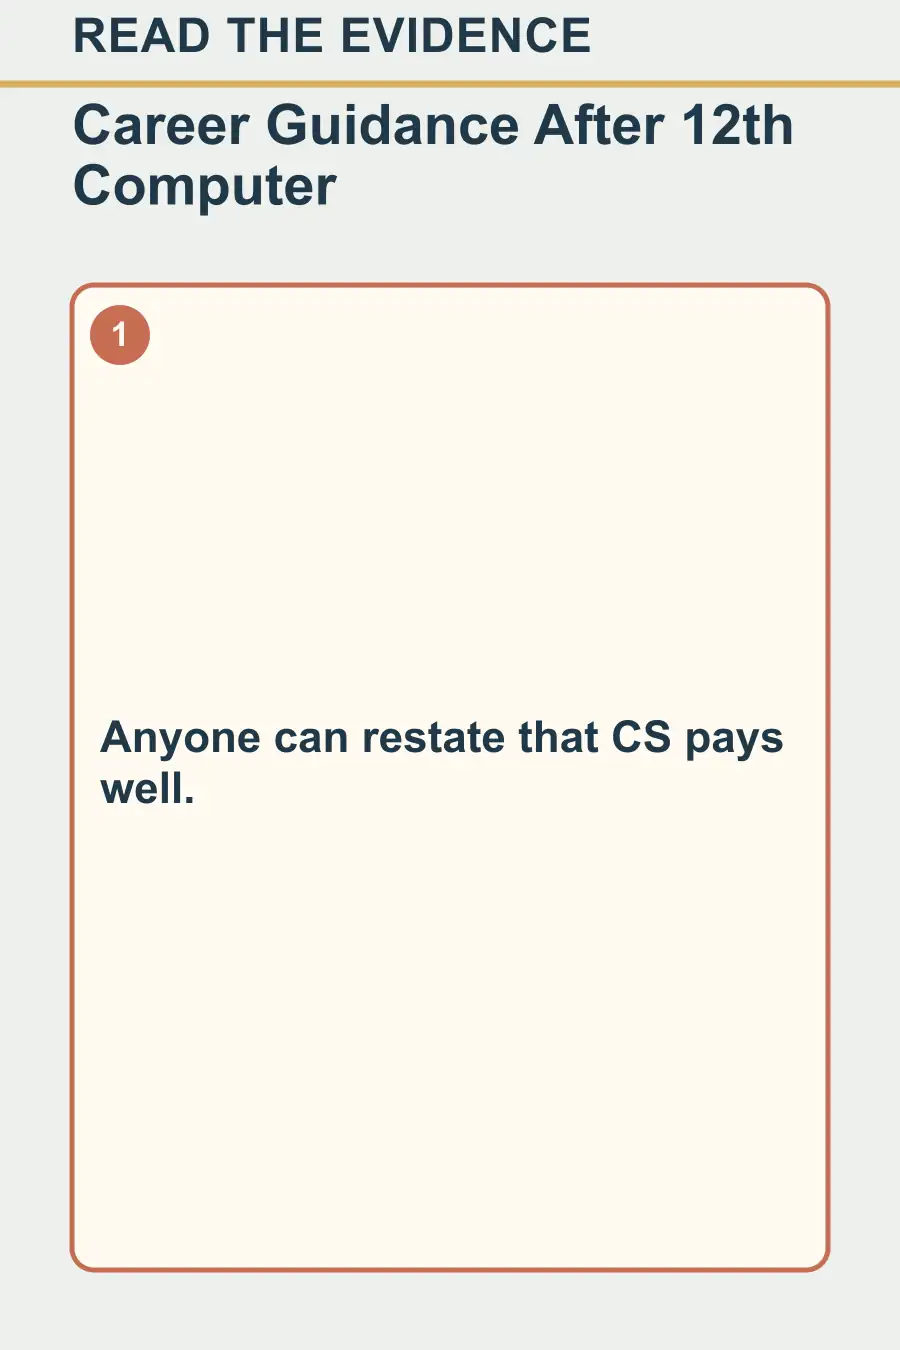 READ THE EVIDENCE
Career Guidance After 12th
Computer
1
Anyone can restate that CS pays
well.